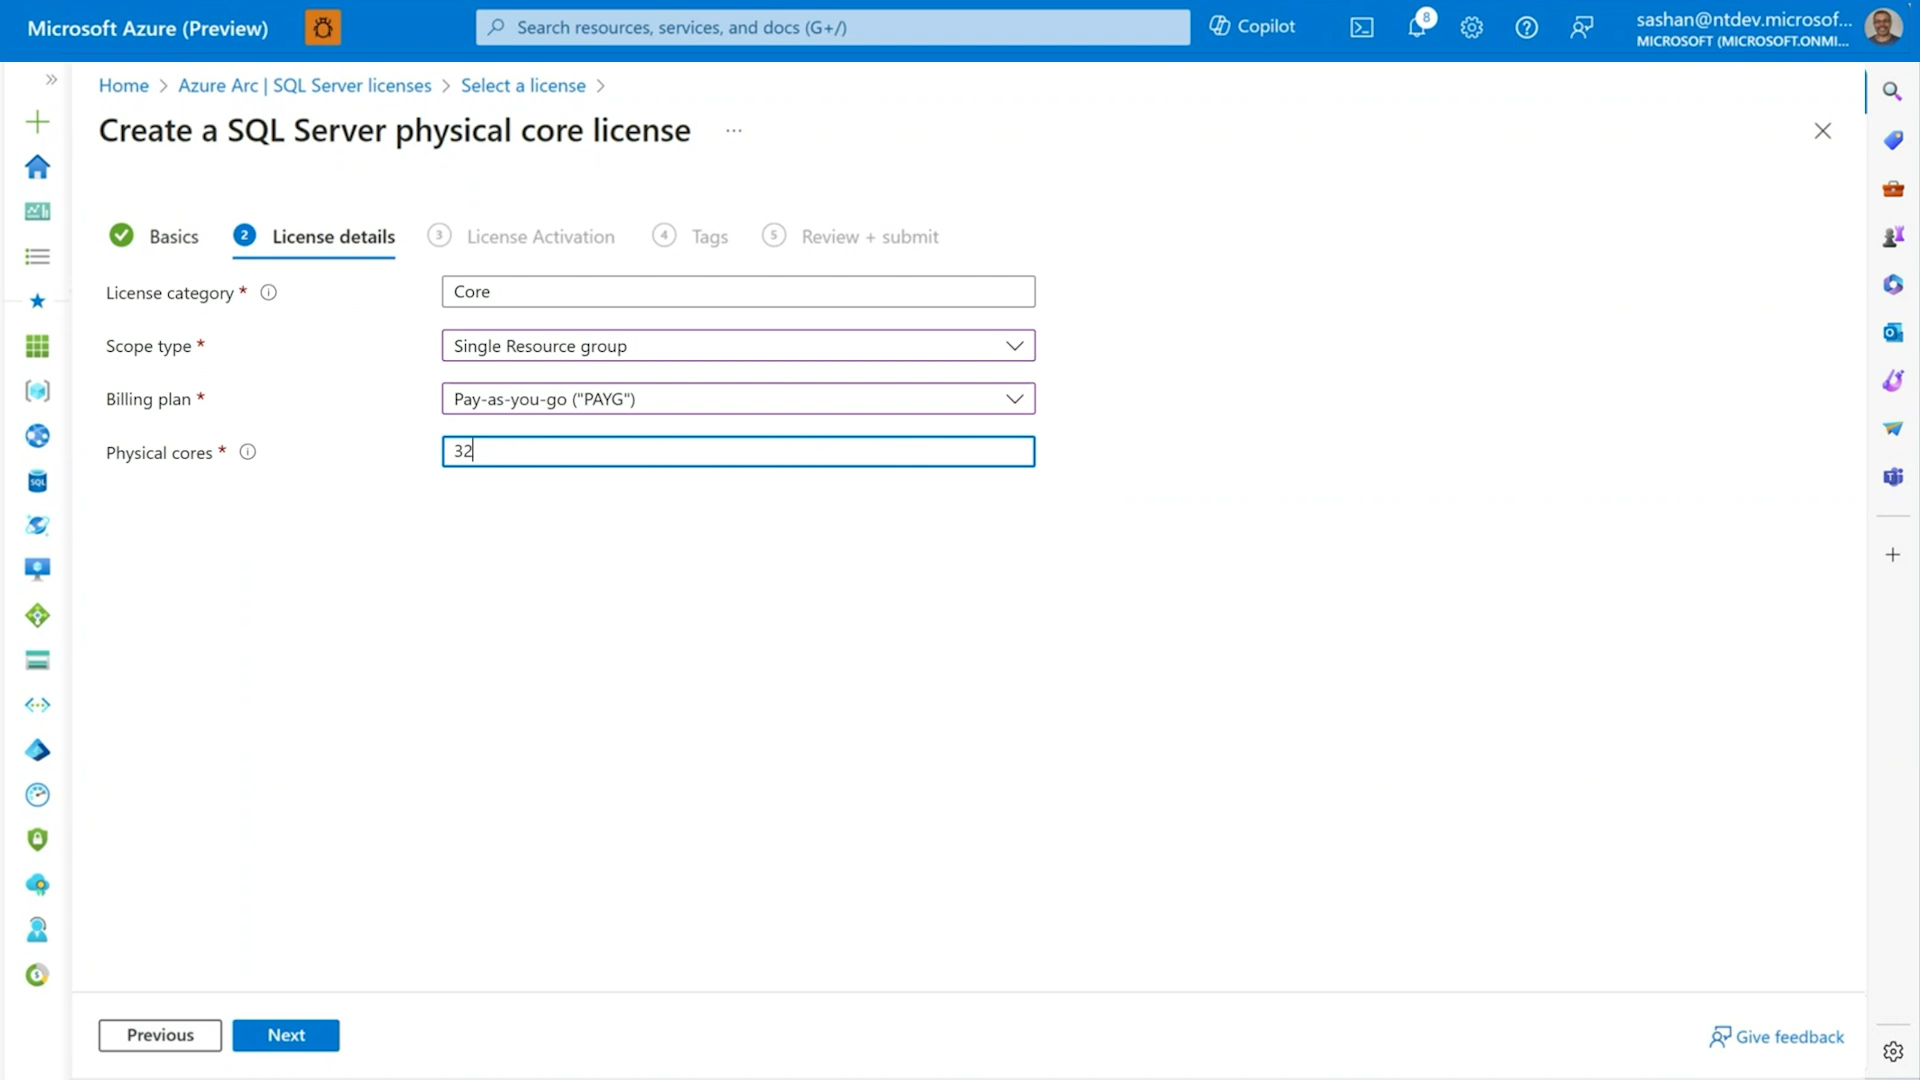 Microsoft Azure (Preview)
Search resources, services, and docs (G+/)
Copilot
8
sashan@ntdev.microsof...
MICROSOFT (MICROSOFT.ONMI...
Home > Azure Arc | SQL Server licenses > Select a license >
Create a SQL Server physical core license ...
Basics
2 License details
3 License Activation
4 Tags
5 Review + submit
License category *
Core
Scope type *
Single Resource group
Billing plan *
Pay-as-you-go ("PAYG")
Physical cores *
32
SQL
Previous
Next
Give feedback